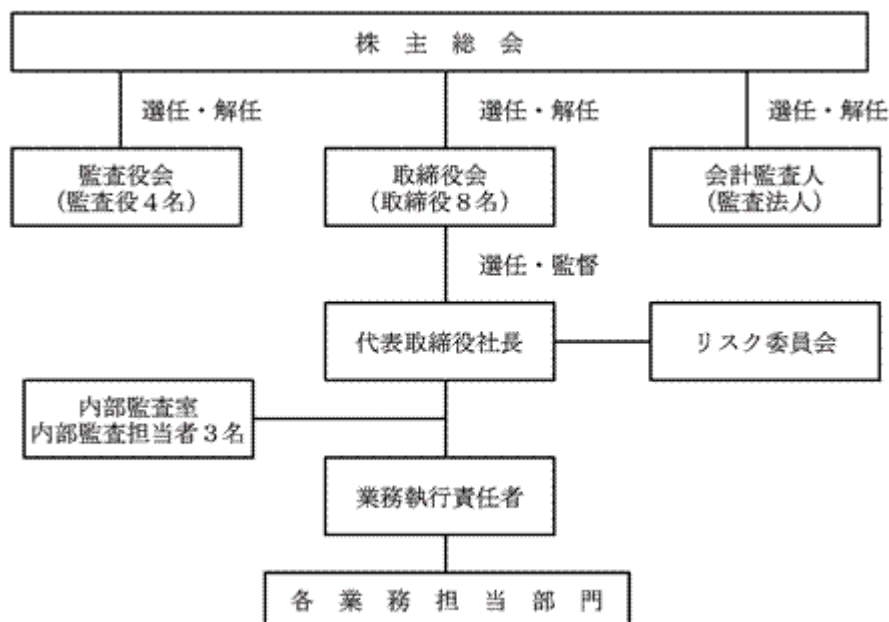 株主総会
選任・解任
選任・解任
選任・解任
監査役会
(監査役4名)
取締役会
(取締役8名)
会計監査人
(監査法人)
選任・監督
代表取締役社長
リスク委員会
内部監査室
内部監査担当者3名
業務執行責任者
各業務担当部門